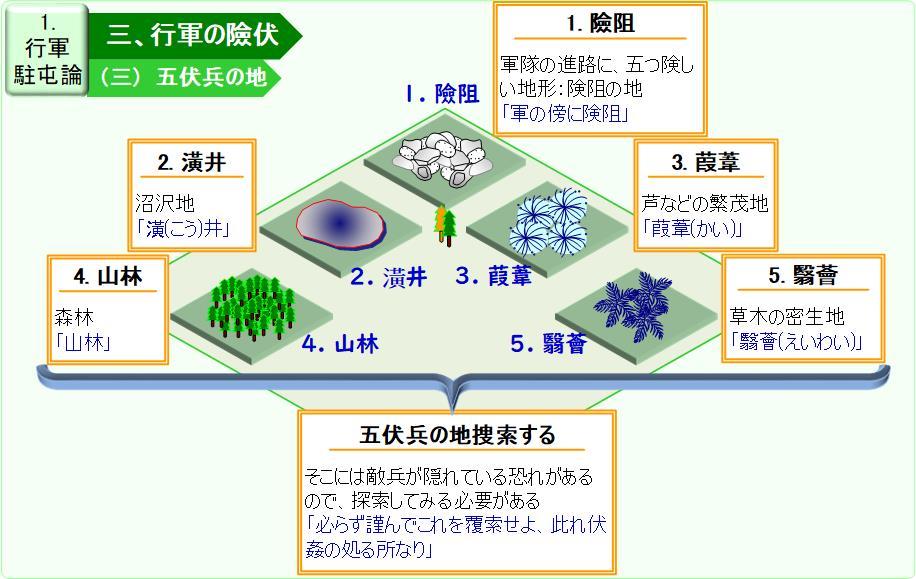 1.
行軍
駐屯論
三、行軍の險伏
（三）五伏兵の地
1. 險阻
軍隊の進路に、五つ険し
い地形：険阻の地
「軍の傍に険阻」
1. 險阻
2. 潢井
沼沢地
「潢(こう)井」
3. 葭葦
芦などの繁茂地
「葭葦(かい)」
2. 潢井
3. 葭葦
4. 山林
森林
「山林」
5. 翳薈
草木の密生地
「翳薈(えいわい)」
4. 山林
5. 翳薈
五伏兵の地捜索する
そこには敵兵が隠れている恐れがある
ので、探索してみる必要がある
「必らず謹んでこれを覆索せよ、此れ伏
姦の処る所なり」